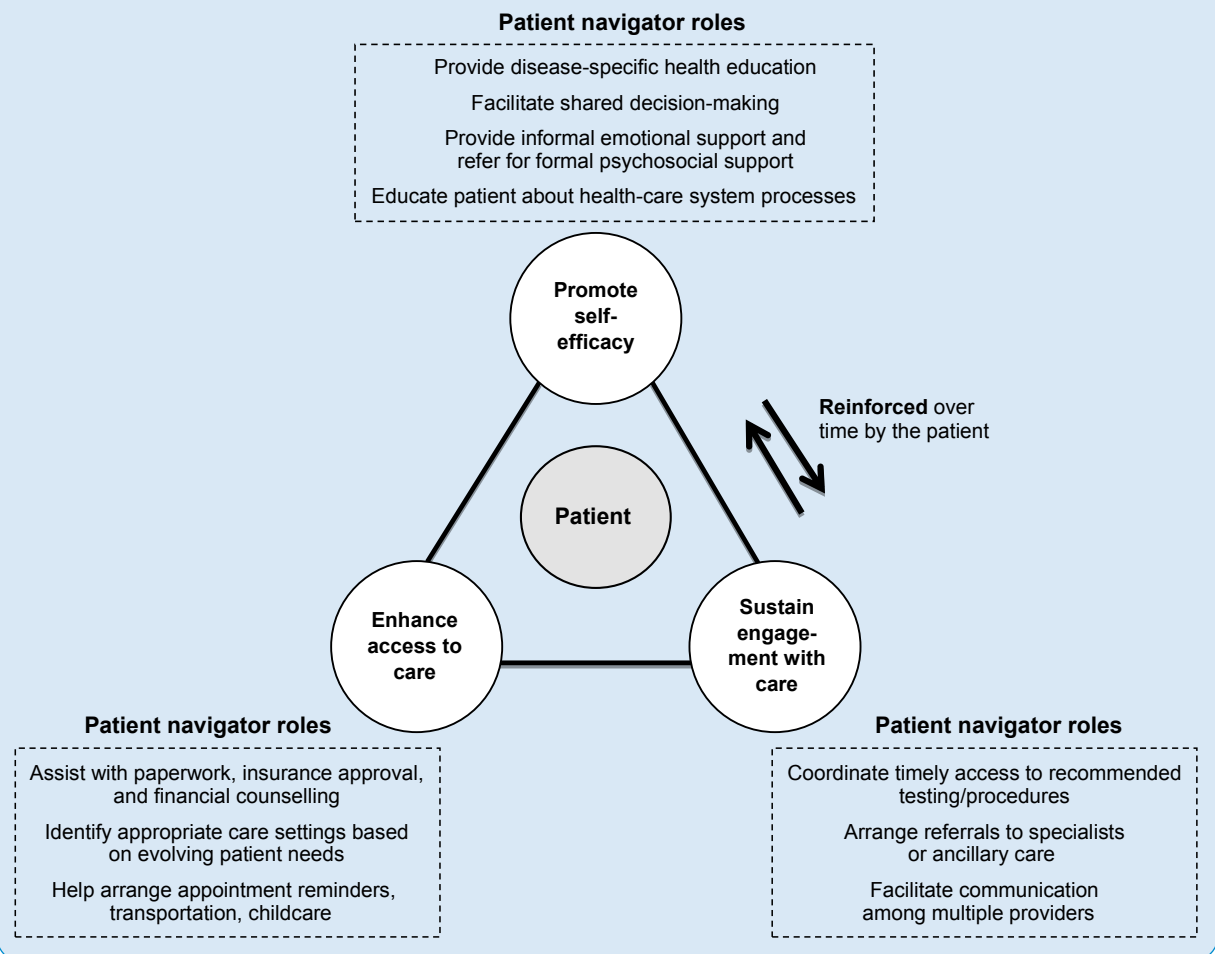 Patient navigator roles
Provide disease-specific health education
Facilitate shared decision-making
Provide informal emotional support and
refer for formal psychosocial support
Educate patient about health-care system processes
Promote
self-
efficacy
Reinforced over
time by the patient
Patient
Enhance
access to
care
Sustain
engage-
ment with
care
Patient navigator roles
Assist with paperwork, insurance approval,
and financial counselling
Identify appropriate care settings based
on evolving patient needs
Help arrange appointment reminders,
transportation, childcare
Patient navigator roles
Coordinate timely access to recommended
testing/procedures
Arrange referrals to specialists
or ancillary care
Facilitate communication
among multiple providers